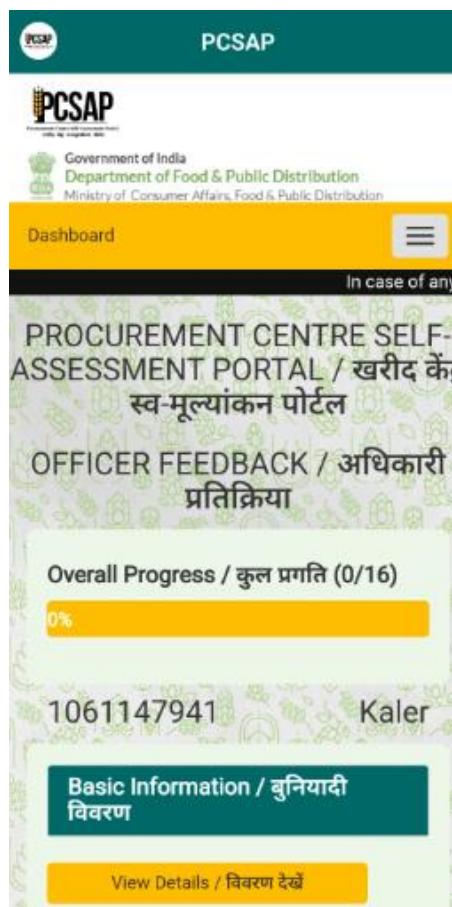 PCSAP
PCSAP
PCSAP
Government of India
Department of Food & Public Distribution
Ministry of Consumer Affairs, Food & Public Distribution
Dashboard
In case of any
PROCUREMENT CENTRE SELF-
ASSESSMENT PORTAL / खरीद
स्व-मूल्यांकन पोर्टल
OFFICER FEEDBACK / अधिकारी
प्रतिक्रिया
Overall Progress / कुल प्रगति (0/16)
0%
1061147941 Kaler
Basic Information / बुनियादी
विवरण
View Details / विवरण देखें